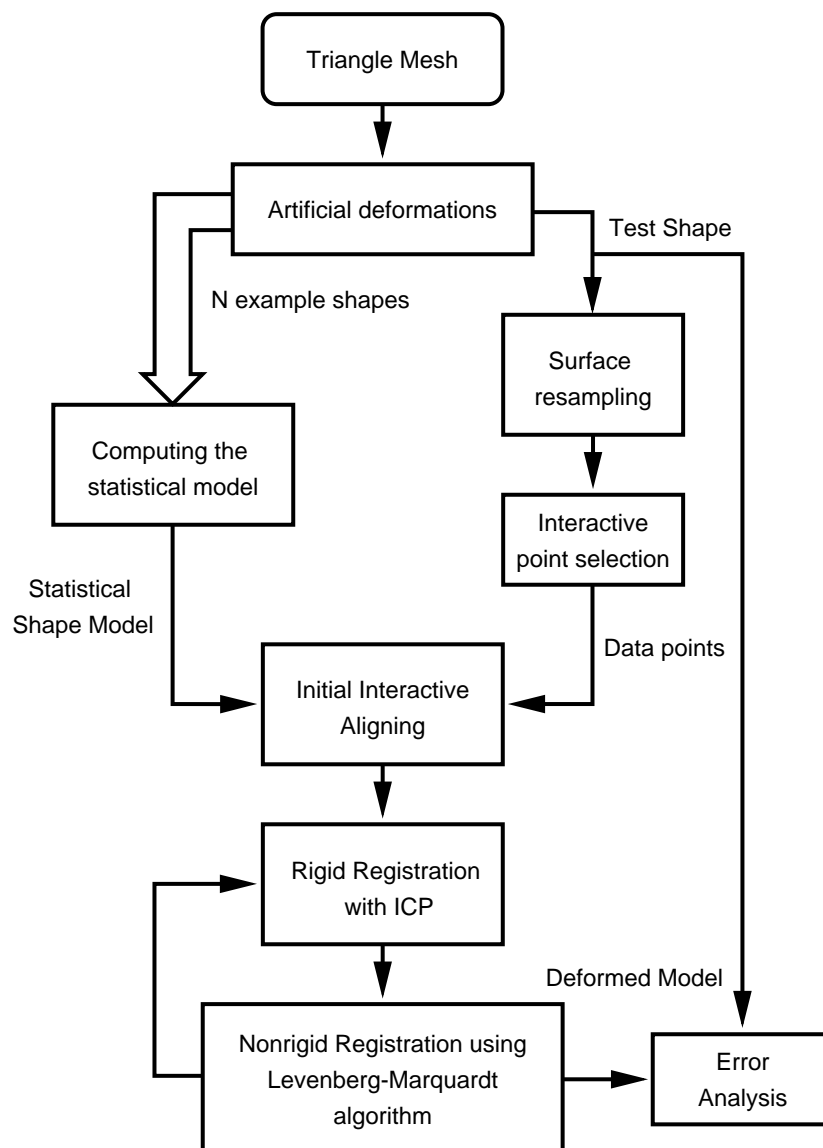 Triangle Mesh
Artificial deformations
Test Shape
N example shapes
Surface
resampling
Computing the
statistical model
Interactive
point selection
Statistical
Shape Model
Data points
Initial Interactive
Aligning
Rigid Registration
with ICP
Deformed Model
Nonrigid Registration using
Levenberg-Marquardt
algorithm
Error
Analysis